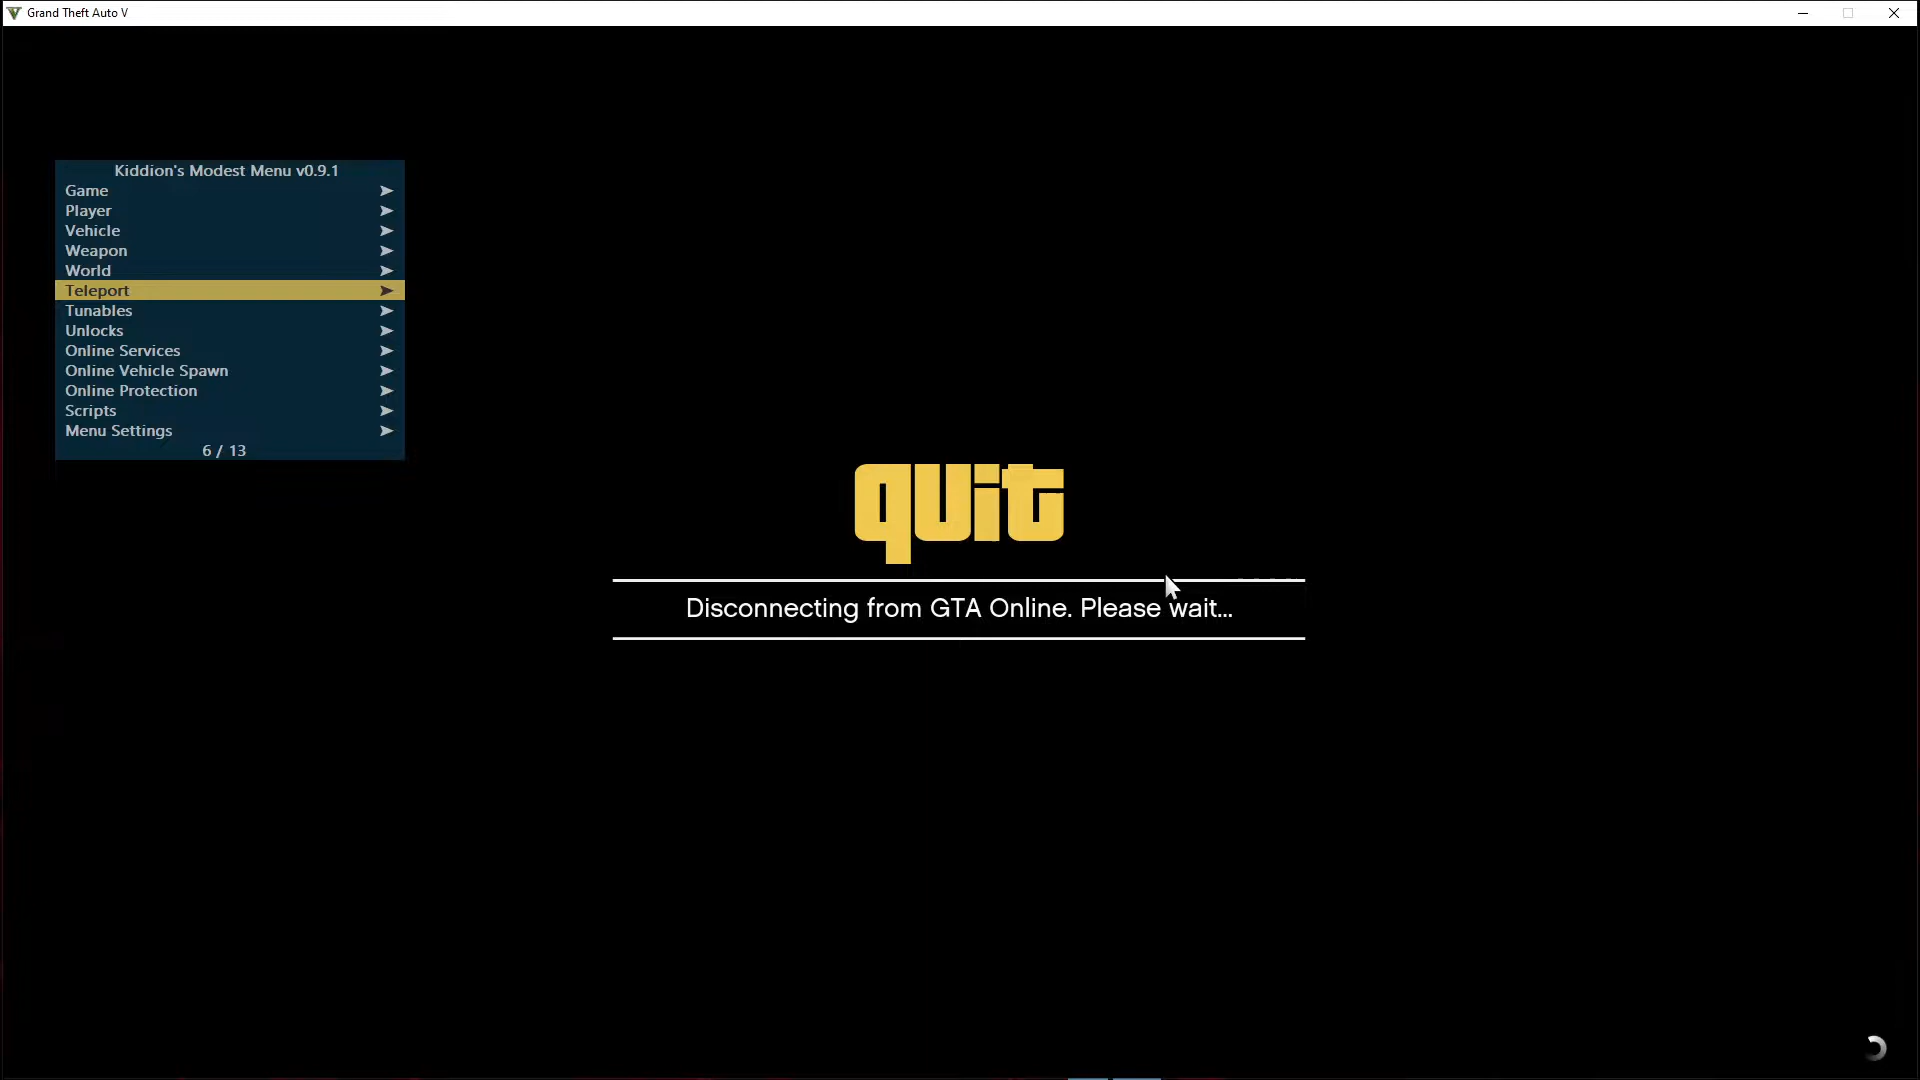 Grand Theft Auto V
Kiddion's Modest Menu v0.9.1
Game
Player
Vehicle
Weapon
World
Teleport
Tunables
Unlocks
Online Services
Online Vehicle Spawn
Online Protection
Scripts
Menu Settings
6 / 13
quit
Disconnecting from GTA Online. Please wait...